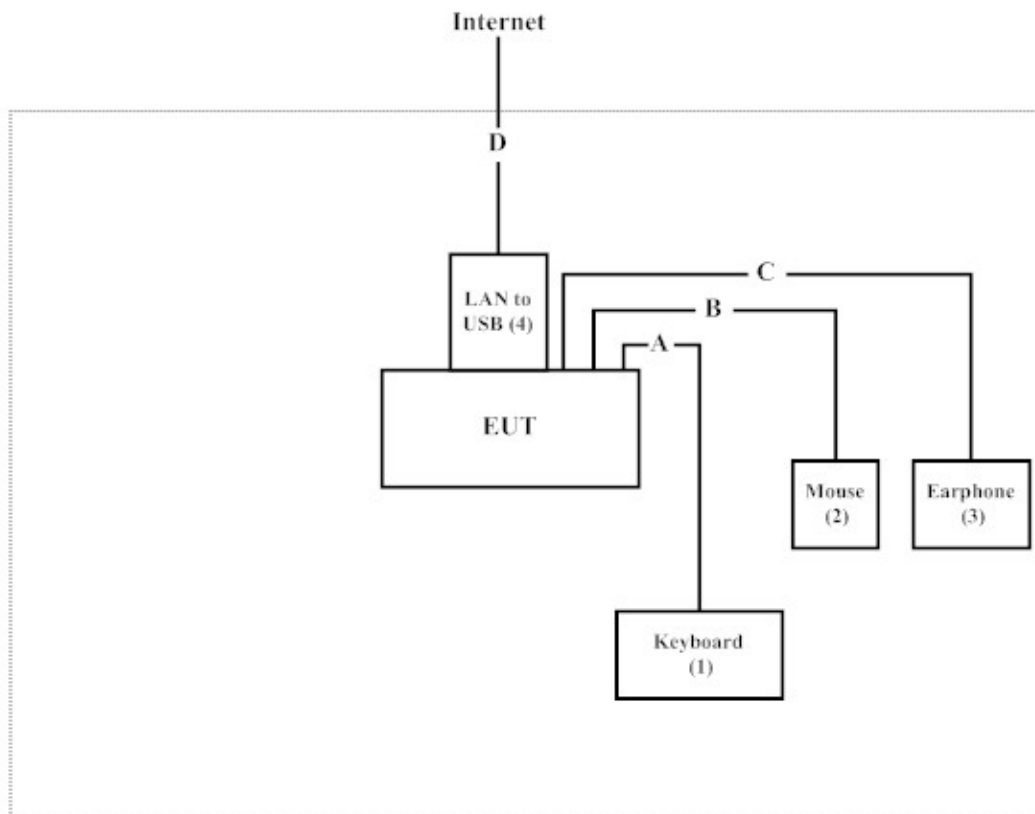 Internet
D
LAN to
USB (4)
C
B
A
EUT
Mouse
(2)
Earphone
(3)
Keyboard
(1)